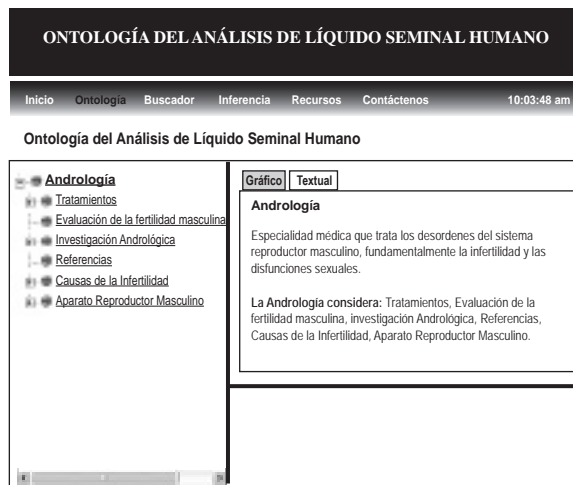 ONTOLOGÍA DEL ANÁLISIS DE LÍQUIDO SEMINAL HUMANO
Inicio Ontología Buscador Inferencia Recursos Contáctenos 10:03:48 am
Ontología del Análisis de Líquido Seminal Humano
Andrología
Tratamientos
Evaluación de la fertilidad masculina
Investigación Andrológica
Referencias
Causas de la Infertilidad
Aparato Reproductor Masculino
Gráfico Textual
Andrología
Especialidad médica que trata los desordenes del sistema
reproductor masculino, fundamentalmente la infertilidad y las
disfunciones sexuales.
La Andrología considera: Tratamientos, Evaluación de la
fertilidad masculina, investigación Andrológica, Referencias,
Causas de la Infertilidad, Aparato Reproductor Masculino.